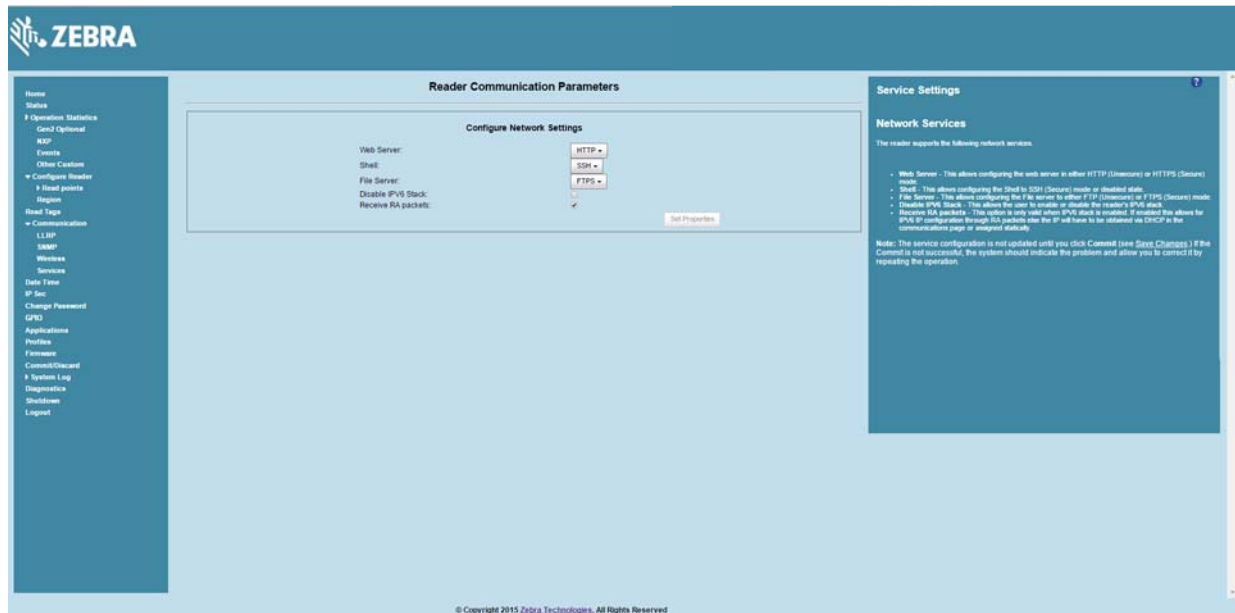 ZEBRA
Home
Status
Operation Statistics
Gen2 Optional
NXP
Events
Other Custom
Configure Reader
Read points
Region
Read Tags
Communication
LLRP
SNMP
Wireless
Services
Date Time
IP Sec
Change Password
GPIO
Applications
Profiles
Firmware
Commit/Discard
System Log
Diagnostics
Shutdown
Logout
Reader Communication Parameters
Configure Network Settings
Web Server: HTTP
Shell: SSH
File Server: FTPS
Disable IPV6 Stack:
Receive RA packets:
Set Properties
?
Service Settings
Network Services
The reader supports the following network services.
• Web Server - This allows configuring the web server in either HTTP (Unsecure) or HTTPS (Secure)
mode.
• Shell - This allows configuring the Shell to SSH (Secure) mode or disabled state.
• File Server - This allows configuring the File server to either FTP (Unsecure) or FTPS (Secure) mode.
• Disable IPV6 Stack - This allows the user to enable or disable the reader's IPV6 stack.
• Receive RA packets - This option is only valid when IPV6 stack is enabled. If enabled this allows for
IPV6 IP configuration through RA packets else the IP will have to be obtained via DHCP in the
communications page or assigned statically.
Note: The service configuration is not updated until you click Commit (see Save Changes.) If the
Commit is not successful, the system should indicate the problem and allow you to correct it by
repeating the operation.
© Copyright 2015 Zebra Technologies. All Rights Reserved